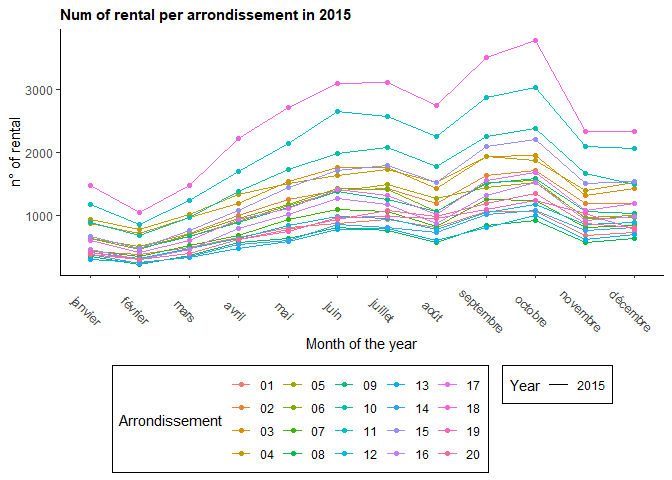 Num of rental per arrondissement in 2015
n° of rental
3000
2000
1000
janvier
février
mars
avril
mai
juin
juillet
août
septembre
octobre
novembre
décembre
Month of the year
Arrondissement
01 05 09 13 17
02 06 10 14 18
03 07 11 15 19
04 08 12 16 20
Year 2015